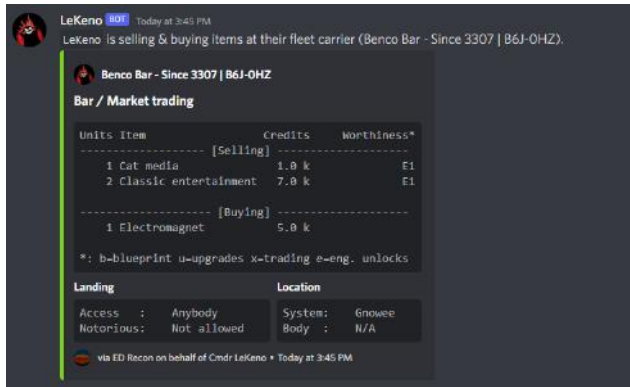 LeKeno BOT Today at 3:45 PM
LeKeno is selling & buying items at their fleet carrier (Benco Bar - Since 3307 | B6J-0HZ).
Benco Bar - Since 3307 | B6J-0HZ
Bar / Market trading
Units Item Credits Worthiness*
------------------- [Selling] --------------------
1 Cat media 1.0 k E1
2 Classic entertainment 7.0 k E1
------------------- [Buying] --------------------
1 Electromagnet 5.0 k
*: b=blueprint u=upgrades x=trading e=eng. unlocks
Landing Location
Access : Anybody System: Gnowee
Notorious: Not allowed Body : N/A
via ED Recon on behalf of Cmdr LeKeno • Today at 3:45 PM